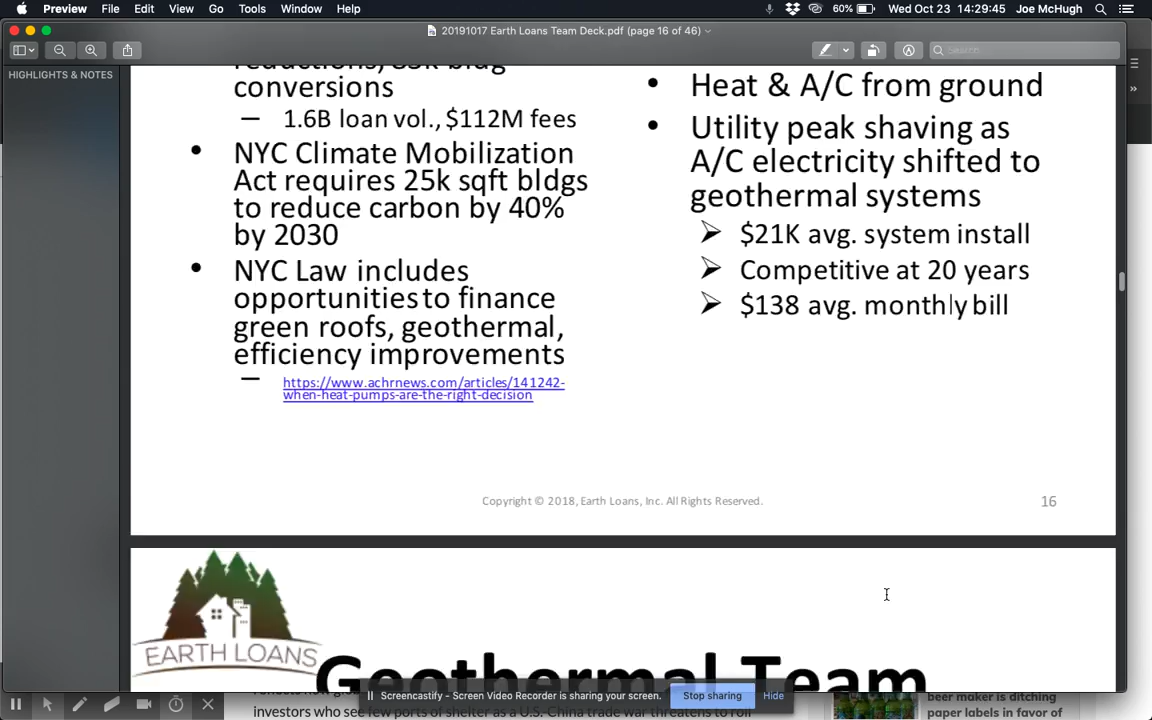 Preview File Edit View Go Tools Window Help 60% Wed Oct 23 14:29:45 Joe McHugh
20191017 Earth Loans Team Deck.pdf (page 16 of 46)
Search
HIGHLIGHTS & NOTES
conversions
– 1.6B loan vol., $112M fees
• NYC Climate Mobilization
Act requires 25k sqft bldgs
to reduce carbon by 40%
by 2030
• NYC Law includes
opportunities to finance
green roofs, geothermal,
efficiency improvements
– https://www.achrnews.com/articles/141242-
when-heat-pumps-are-the-right-decision
• Heat & A/C from ground
• Utility peak shaving as
A/C electricity shifted to
geothermal systems
➢ $21K avg. system install
➢ Competitive at 20 years
➢ $138 avg. monthly bill
Copyright © 2018, Earth Loans, Inc. All Rights Reserved.
16
EARTH LOANS
Geothermal Team
Screencastify - Screen Video Recorder is sharing your screen. Stop sharing Hide
investors who see few ports of shelter as a U.S. China trade war threatens to roil
beer maker is ditching
paper labels in favor of